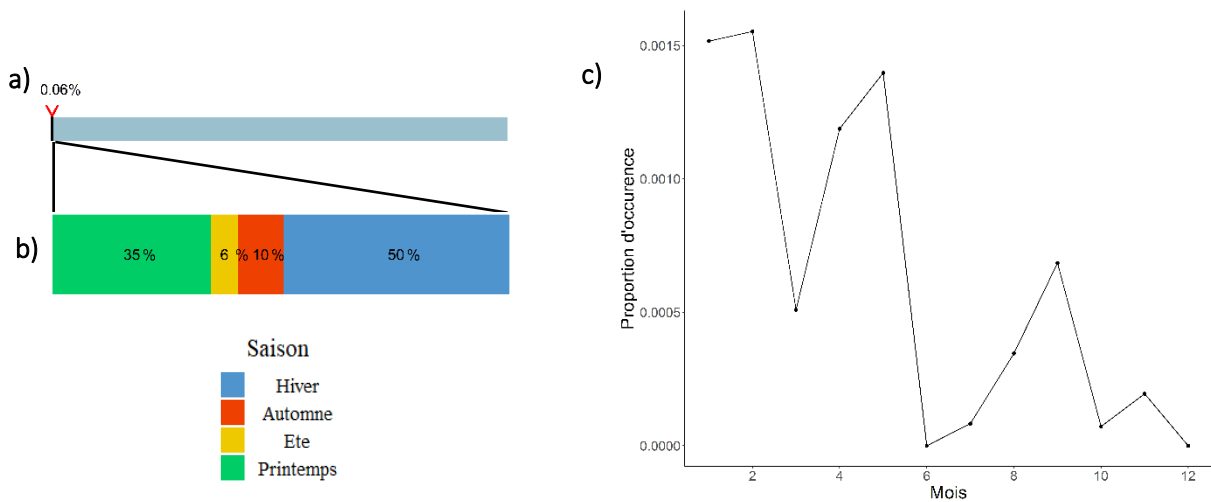 a)
0.06%
b)
35 % 6 % 10 % 50 %
Saison
Hiver
Automne
Ete
Printemps
c)
Proportion d'occurence
0.0015
0.0010
0.0005
0.0000
2 4 6 8 10 12
Mois